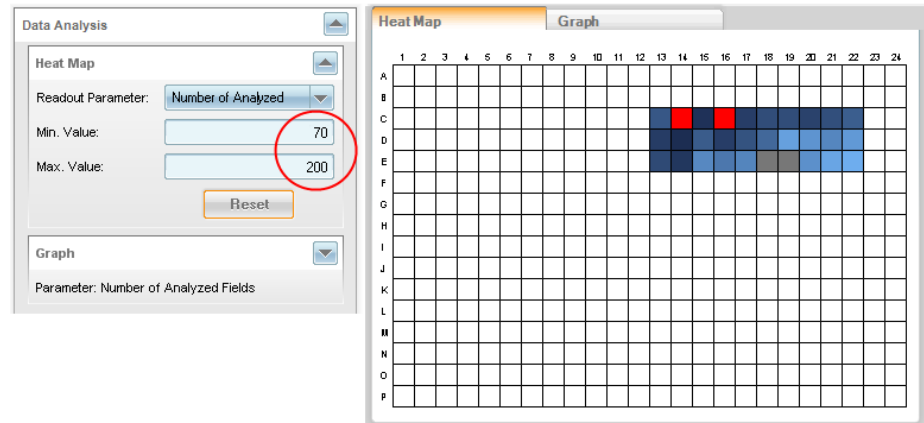 Data Analysis
Heat Map
Readout Parameter: Number of Analyzed
Min. Value: 70
Max. Value: 200
Reset
Graph
Parameter: Number of Analyzed Fields
Heat Map Graph
1 2 3 4 5 6 7 8 9 10 11 12 13 14 15 16 17 18 19 20 21 22 23 24
A
B
C
D
E
F
G
H
I
J
K
L
M
N
O
P